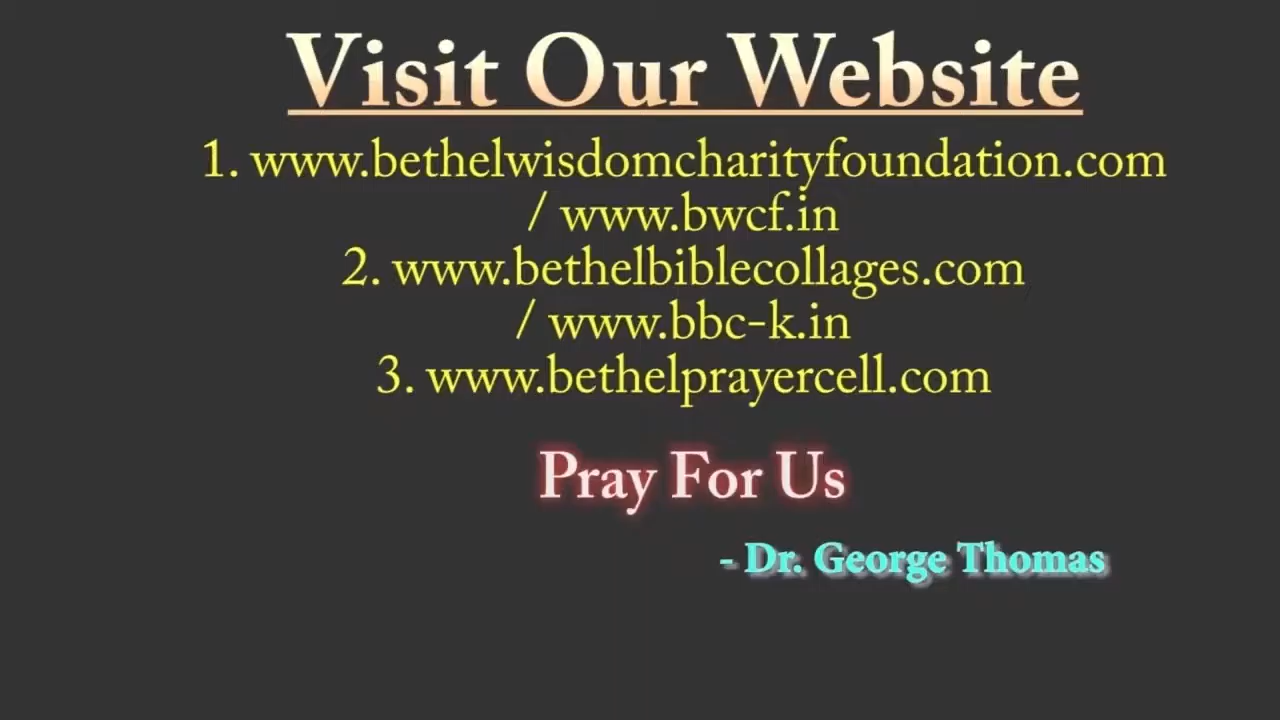 Visit Our Website
1. www.bethelwisdomcharityfoundation.com
/ www.bwcf.in
2. www.bethelbiblecollages.com
/ www.bbc-k.in
3. www.bethelprayercell.com
Pray For Us
- Dr. George Thomas